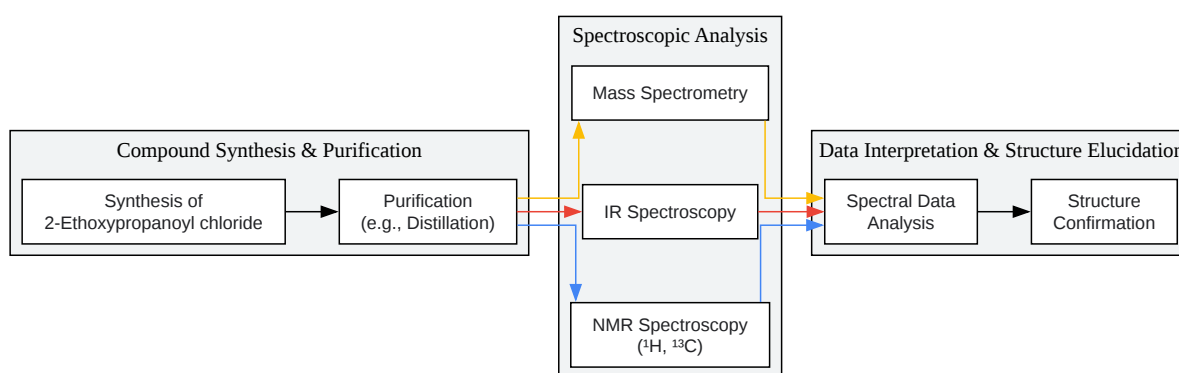 Compound Synthesis & Purification
Synthesis of
2-Ethoxypropanoyl chloride
Purification
(e.g., Distillation)
Spectroscopic Analysis
Mass Spectrometry
IR Spectroscopy
NMR Spectroscopy
(¹H, ¹³C)
Data Interpretation & Structure Elucidation
Spectral Data
Analysis
Structure
Confirmation